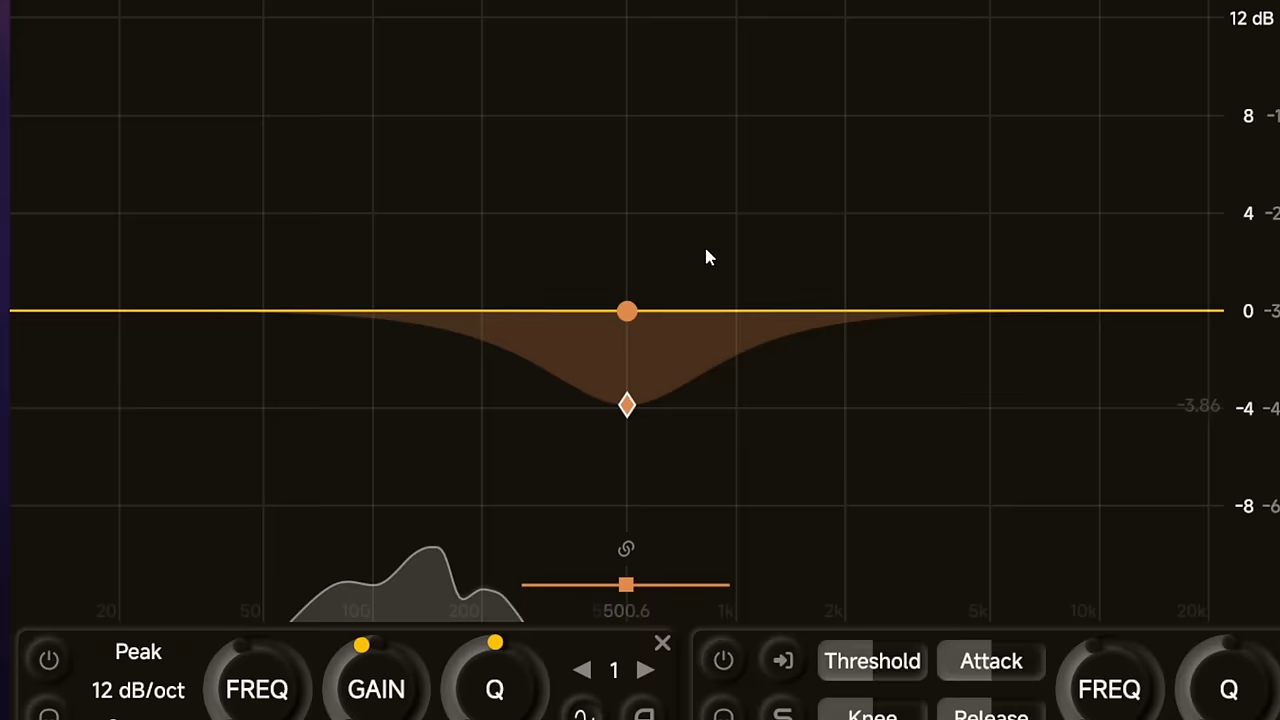 12 dB
8
4
0
-3.86
-4
-8
20 50 100 200 500.6 1k 2k 5k 10k 20k
Peak
12 dB/oct
FREQ GAIN Q
1
Threshold Attack
Knee Release
FREQ Q